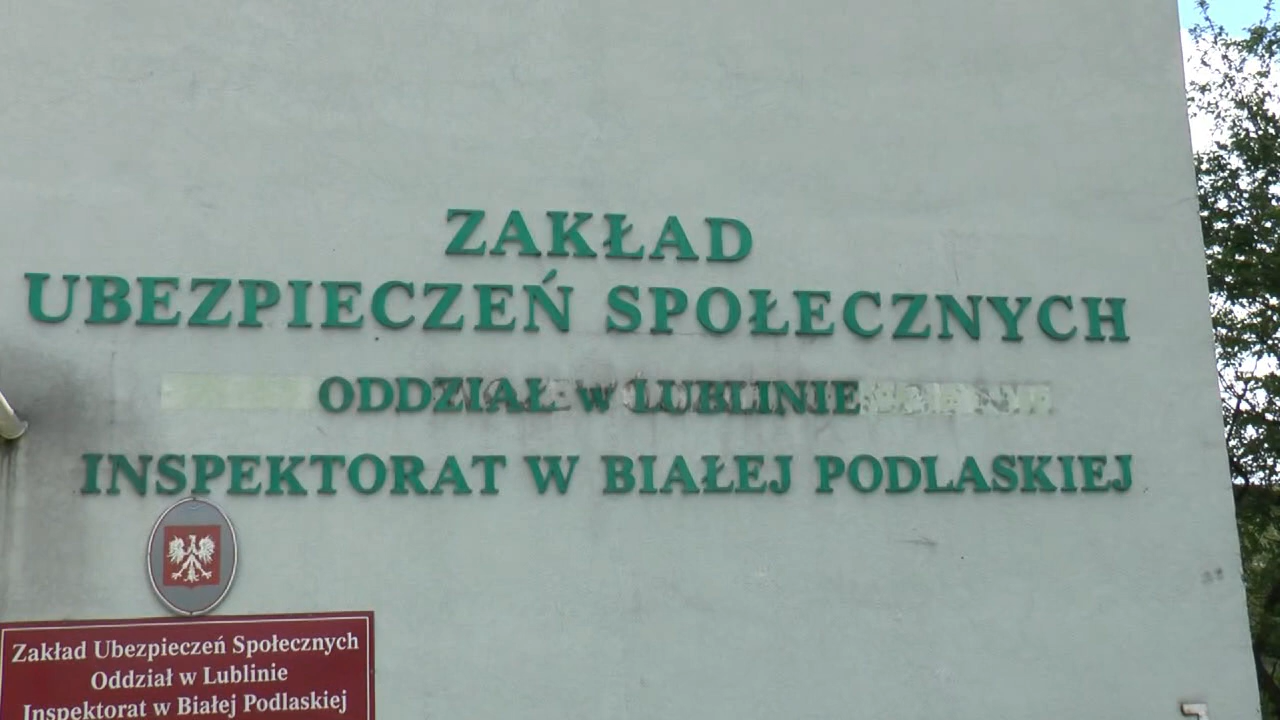 ZAKŁAD
UBEZPIECZEŃ SPOŁECZNYCH
ODDZIAŁ W LUBLINIE
INSPEKTORAT W BIAŁEJ PODLASKIEJ
Zakład Ubezpieczeń Społecznych
Oddział w Lublinie
Inspektorat w Białej Podlaskiej